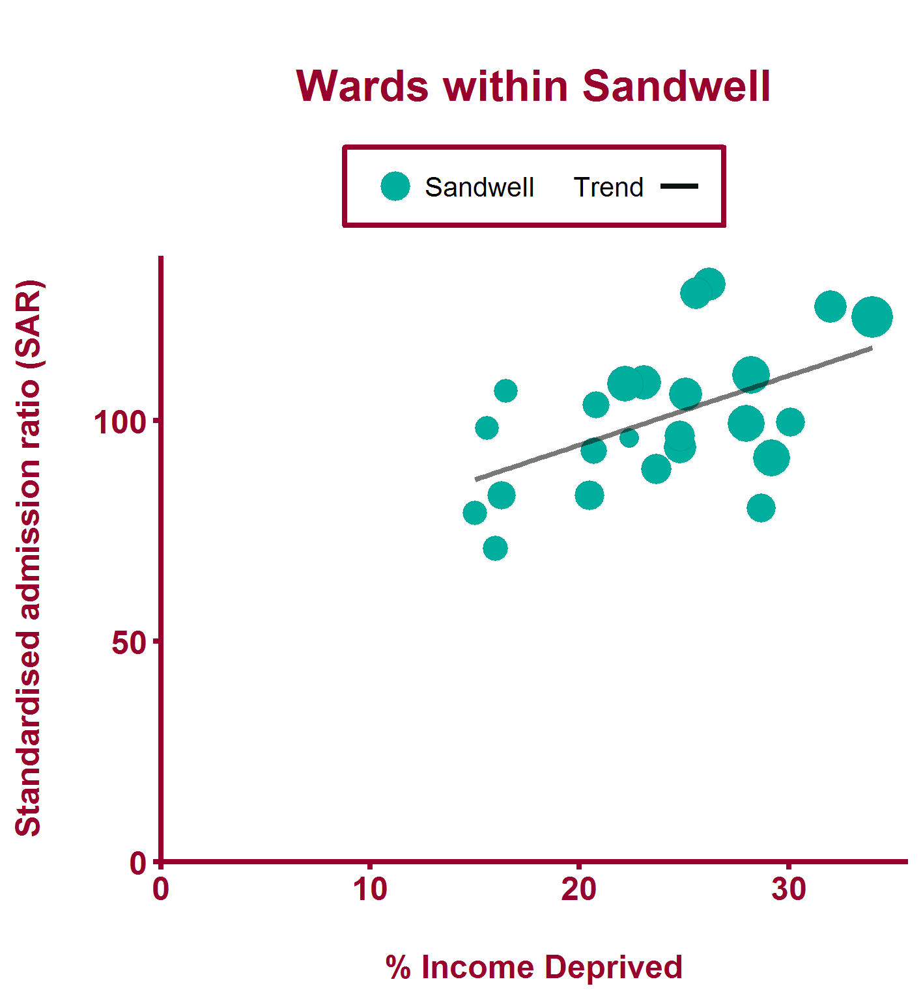 Wards within Sandwell
Sandwell Trend
Standardised admission ratio (SAR)
100
50
0
0 10 20 30
% Income Deprived